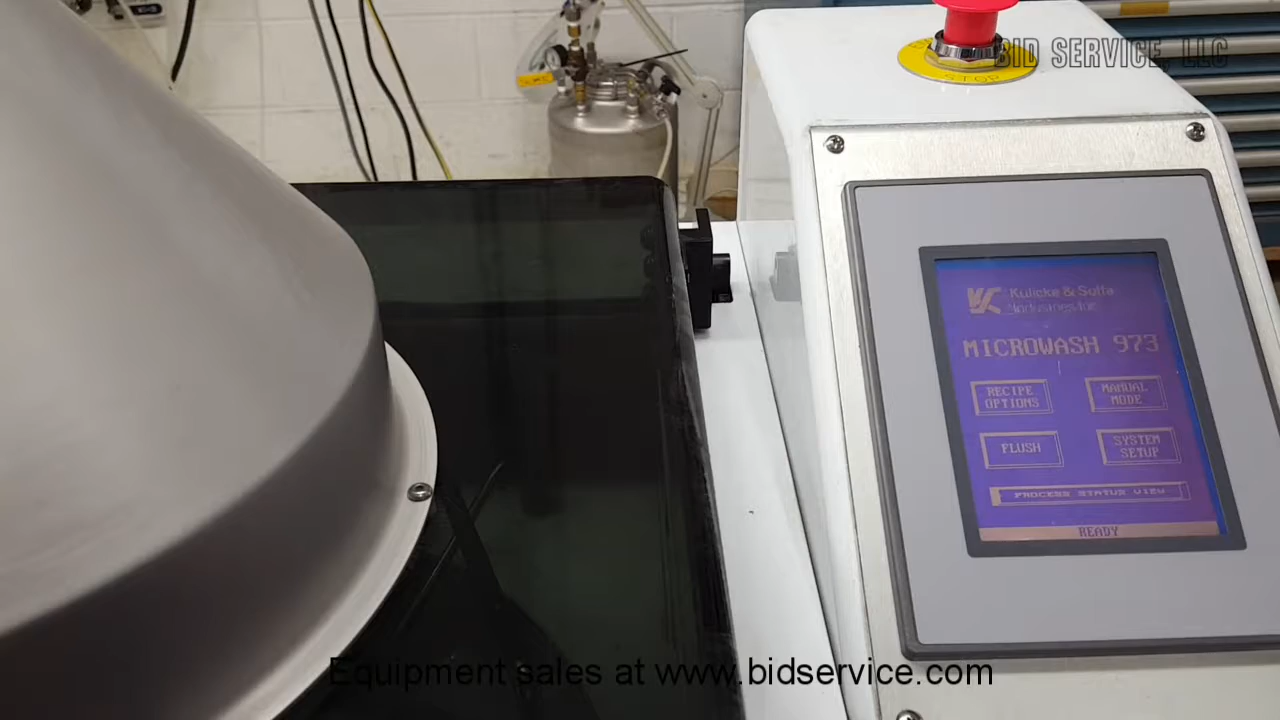 BID SERVICE, LLC
STOP
Kulicke & Soffa
Industries Inc
MICROWASH 973
RECIPE
OPTIONS
MANUAL
MODE
FLUSH
SYSTEM
SETUP
PROCESS STATUS VIEW
READY
Equipment sales at www.bidservice.com